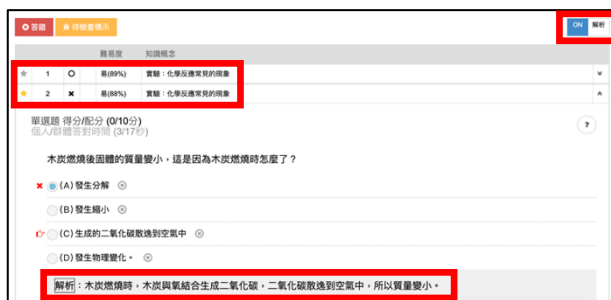 答錯 待檢查標示 ON 解析
難易度 知識概念
1 O 易(89%) 實驗：化學反應常見的現象
2 ✖ 易(88%) 實驗：化學反應常見的現象
單選題 得分/配分 (0/10分)
個人/群體答對時間 (3/17秒)
?
木炭燃燒後固體的質量變小，這是因為木炭燃燒時怎麼了？
(A)發生分解
(B)發生縮小
(C)生成的二氧化碳散逸到空氣中
(D)發生物理變化。
解析：木炭燃燒時，木炭與氧結合生成二氧化碳，二氧化碳散逸到空氣中，所以質量變小。